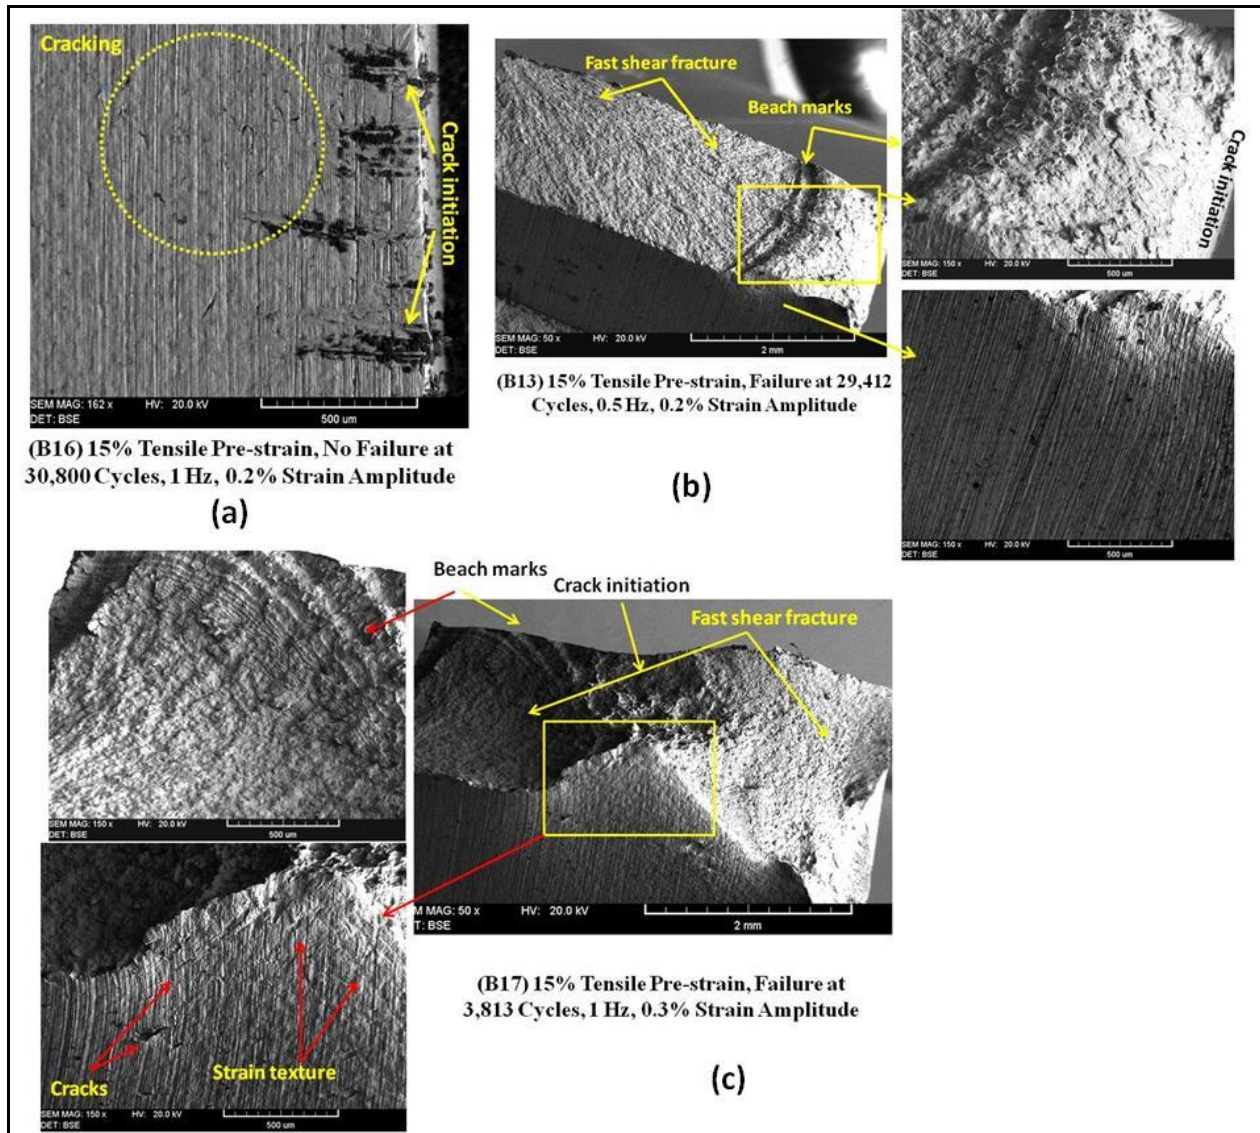 Cracking
Crack initiation
SEM MAG: 162 x HV: 20.0 kV
DET: BSE
500 um
(B16) 15% Tensile Pre-strain, No Failure at
30,800 Cycles, 1 Hz, 0.2% Strain Amplitude
(a)
Fast shear fracture
Beach marks
SEM MAG: 50 x HV: 20.0 kV
DET: BSE
2 mm
(B13) 15% Tensile Pre-strain, Failure at 29,412
Cycles, 0.5 Hz, 0.2% Strain Amplitude
(b)
Crack initiation
SEM MAG: 150 x HV: 20.0 kV
DET: BSE
500 um
SEM MAG: 150 x HV: 20.0 kV
DET: BSE
500 um
Beach marks
Crack initiation
Fast shear fracture
SEM MAG: 150 x HV: 20.0 kV
DET: BSE
500 um
M MAG: 50 x HV: 20.0 kV
T: BSE
2 mm
Cracks
Strain texture
SEM MAG: 150 x HV: 20.0 kV
DET: BSE
500 um
(B17) 15% Tensile Pre-strain, Failure at
3,813 Cycles, 1 Hz, 0.3% Strain Amplitude
(c)